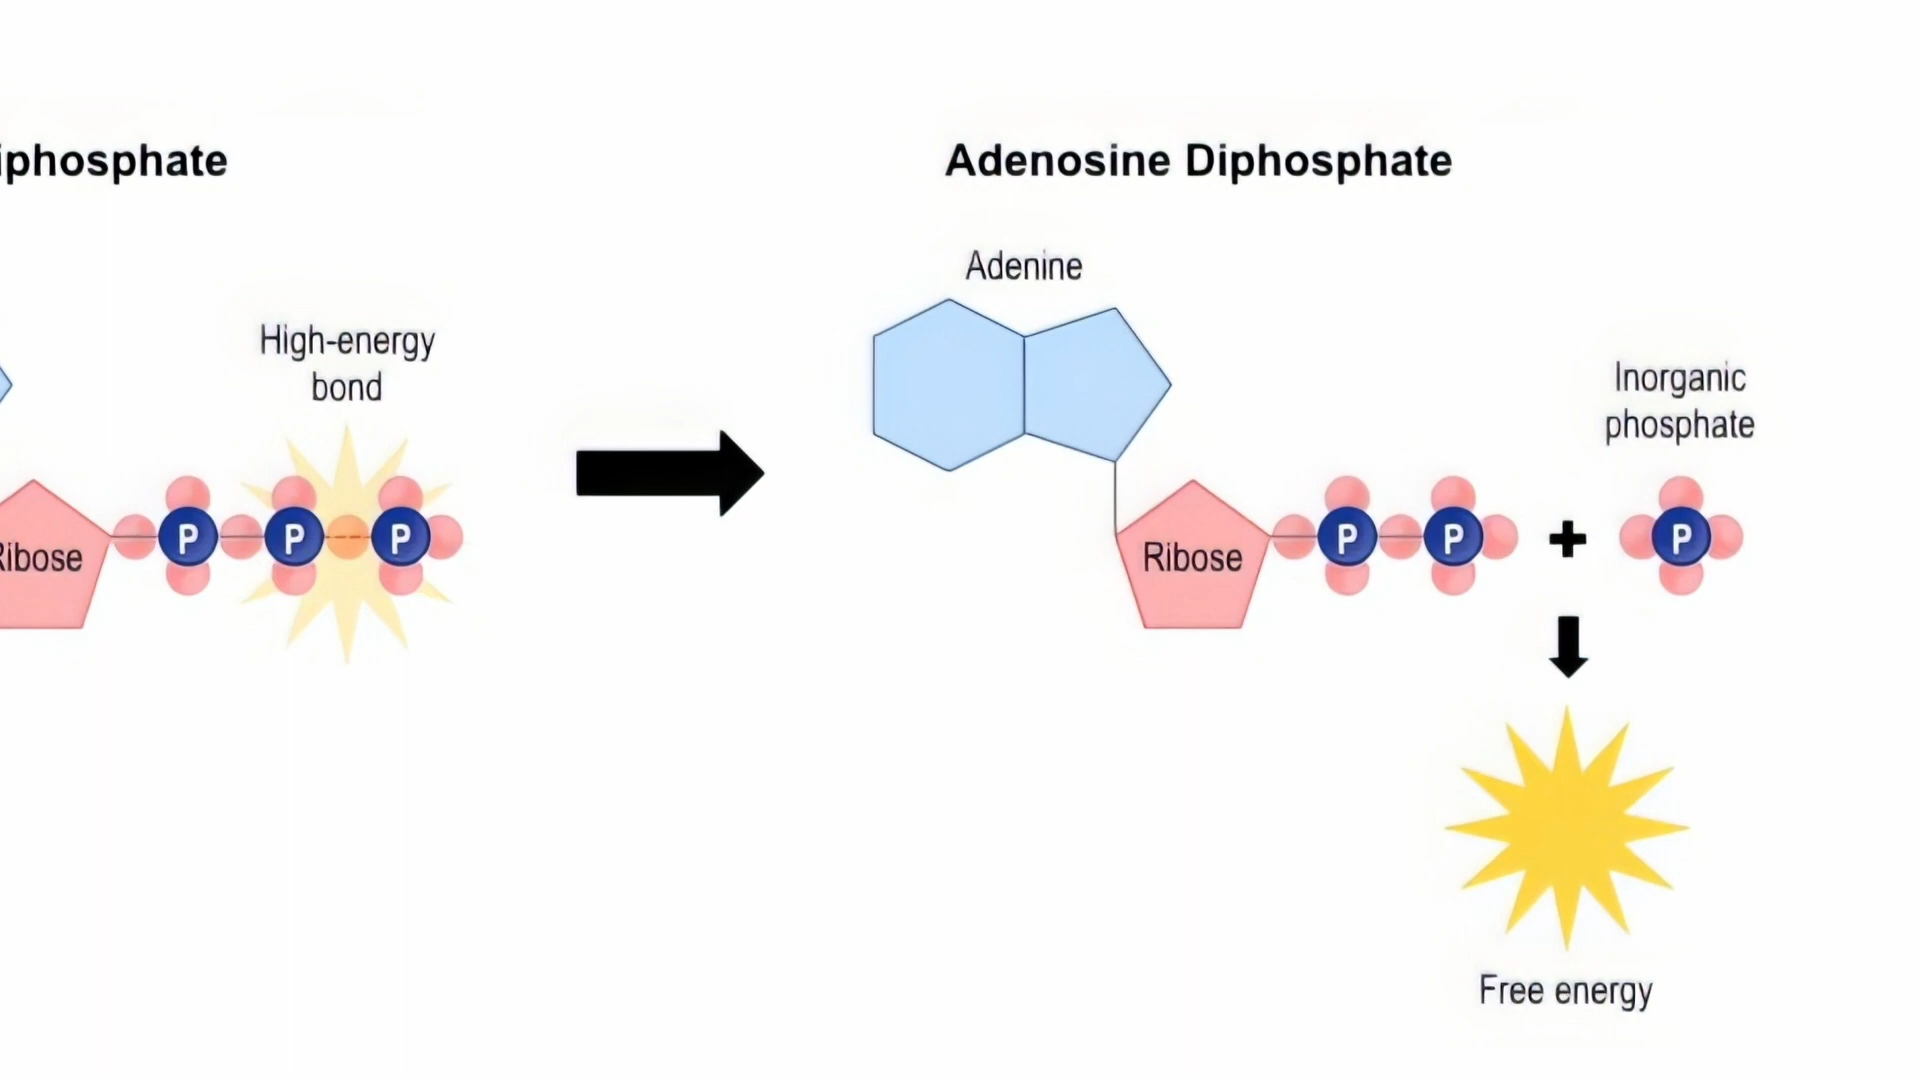 iphosphate
High-energy
bond
Ribose
P
P
P
Adenosine Diphosphate
Adenine
Ribose
P
P
+
Inorganic
phosphate
P
Free energy